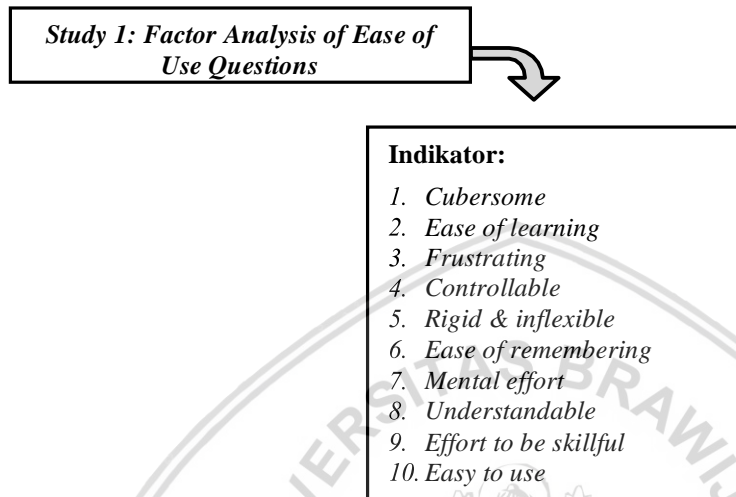 Study 1: Factor Analysis of Ease of
Use Questions
Indikator:
1. Cubersome
2. Ease of learning
3. Frustrating
4. Controllable
5. Rigid & inflexible
6. Ease of remembering
7. Mental effort
8. Understandable
9. Effort to be skillful
10. Easy to use
ERSITAS BRAWIJ